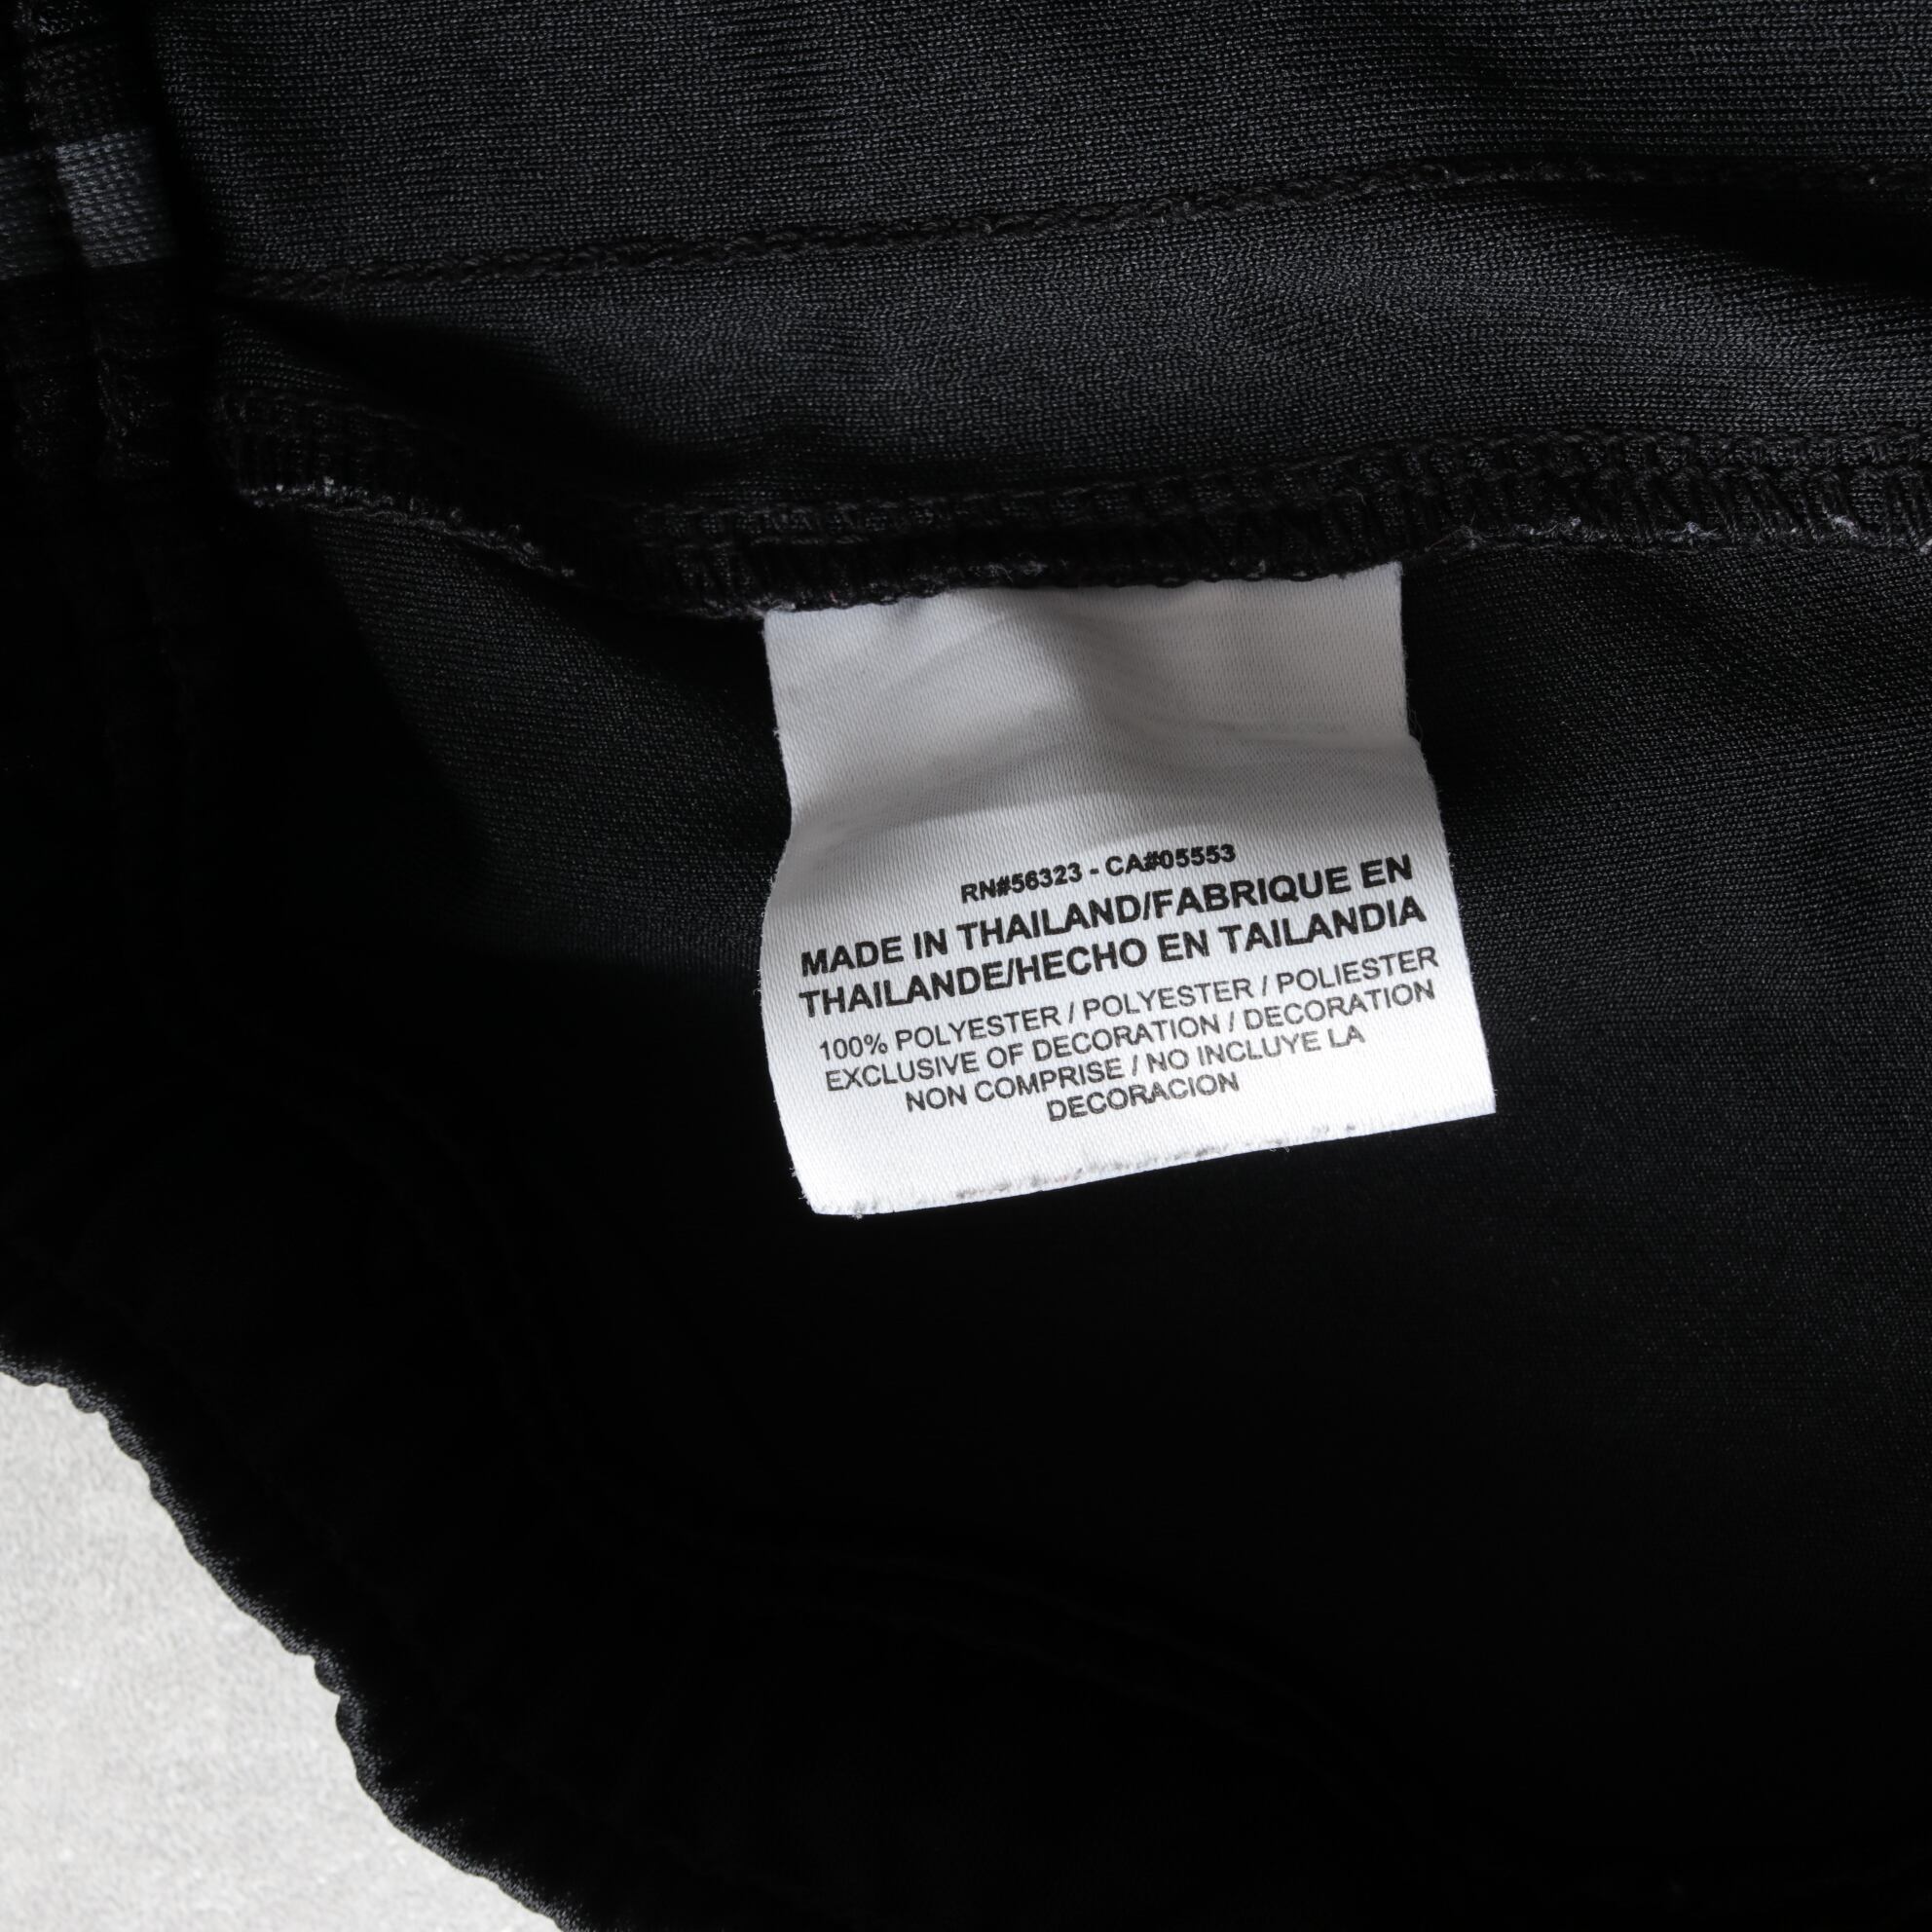 RN#56323 - CA#05553
MADE IN THAILAND/FABRIQUE EN
THAILANDE/HECHO EN TAILANDIA
100% POLYESTER / POLYESTER / POLIESTER
EXCLUSIVE OF DECORATION / DECORATION
NON COMPRISE / NO INCLUYE LA
DECORACION